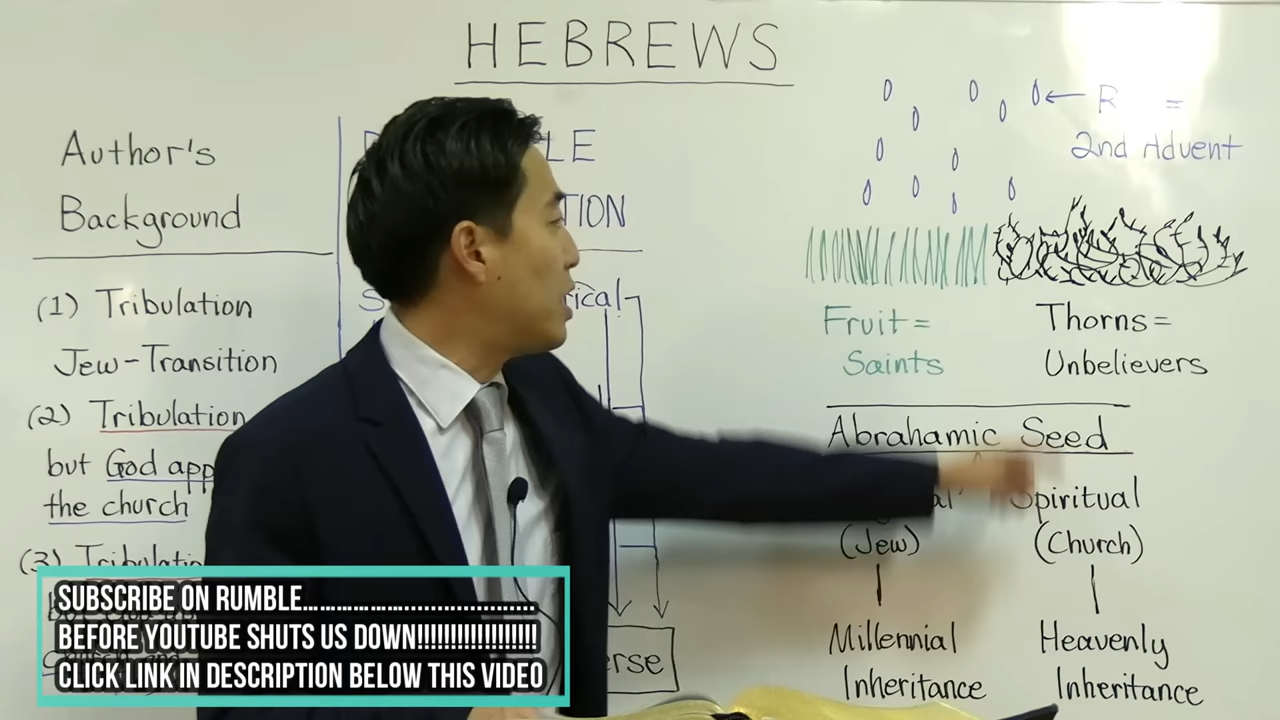 HEBREWS
Author's
Background
(1) Tribulation
Jew-Transition
(2) Tribulation
but God app
the church
(3) Tribulatio
LE
TION
rical
erse
R =
2nd Advent
Fruit =
Saints
Thorns =
Unbelievers
Abrahamic Seed
Spiritual
(Jew)
(Church)
Millennial
Inheritance
Heavenly
Inheritance
SUBSCRIBE ON RUMBLE.......................................
BEFORE YOUTUBE SHUTS US DOWN!!!!!!!!!!!!!!!!!!!
CLICK LINK IN DESCRIPTION BELOW THIS VIDEO